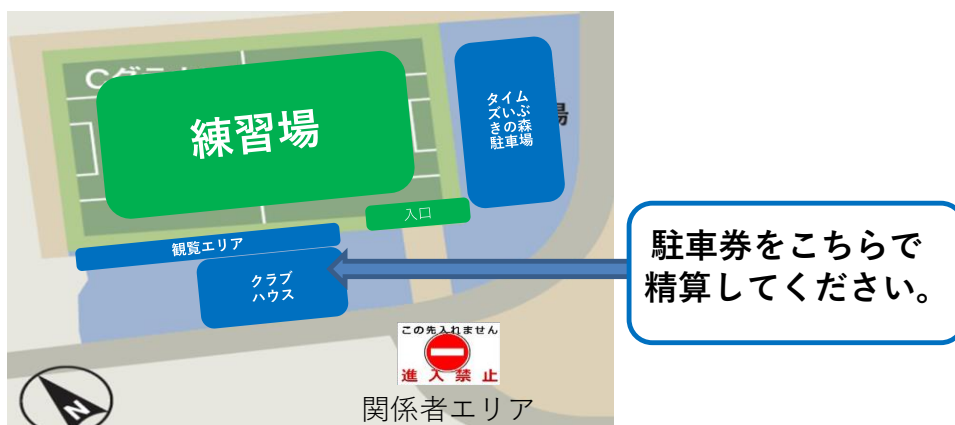 Cグラ
練習場
タイム
ズいぶ
きの森
駐車場
場
入口
観覧エリア
クラブ
ハウス
駐車券をこちらで
精算してください。
この先入れません
進入禁止
関係者エリア
N